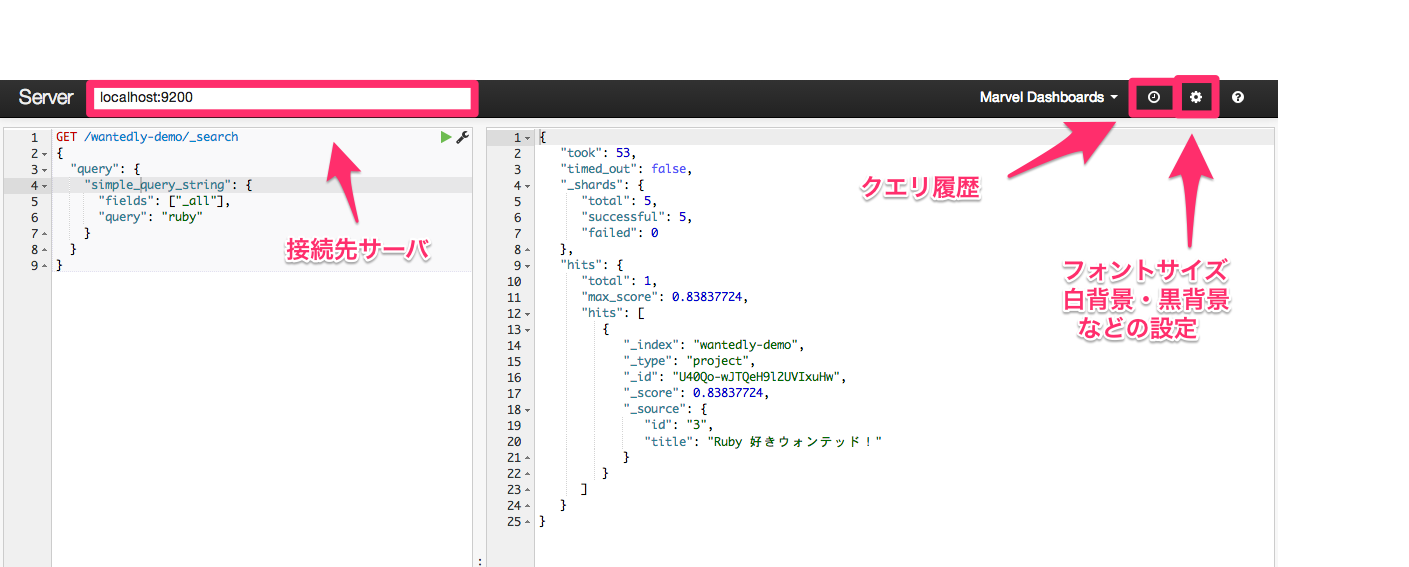 Server localhost:9200 Marvel Dashboards
1 GET /wantedly-demo/_search
2 {
3 "query": {
4 "simple_query_string": {
5 "fields": ["_all"],
6 "query": "ruby"
7 }
8 }
9 }
接続先サーバ
1 {
2 "took": 53,
3 "timed_out": false,
4 "_shards": {
5 "total": 5,
6 "successful": 5,
7 "failed": 0
8 },
9 "hits": {
10 "total": 1,
11 "max_score": 0.83837724,
12 "hits": [
13 {
14 "_index": "wantedly-demo",
15 "_type": "project",
16 "_id": "U40Qo-wJTQeH9l2UVIxuHw",
17 "_score": 0.83837724,
18 "_source": {
19 "id": "3",
20 "title": "Ruby 好きウォンテッド！"
21 }
22 }
23 ]
24 }
25 }
クエリ履歴
フォントサイズ
白背景・黒背景
などの設定